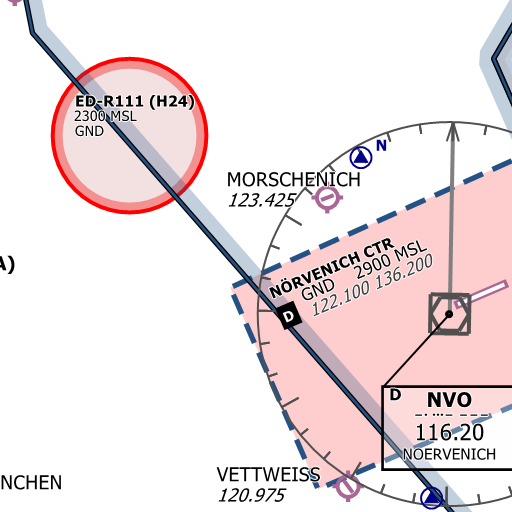 ED-R111 (H24)
2300 MSL
GND
N
MORSCHENICH
123.425
A)
NÖRVENICH CTR
GND 2900 MSL
122.100 136.200
D
D
NVO
116.20
NOERVENICH
VETTWEISS
120.975
NCHEN